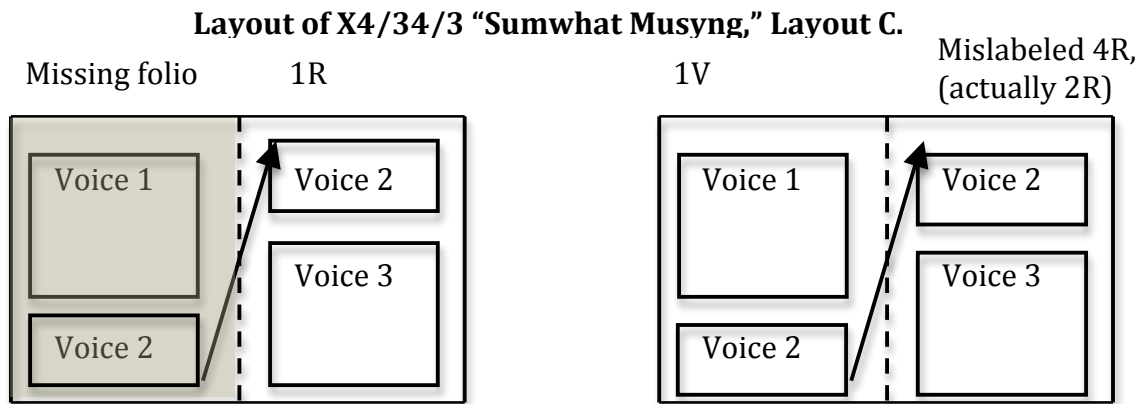 Layout of X4/34/3 “Sumwhat Musyng,” Layout C.
Missing folio
1R
1V
Mislabeled 4R,
(actually 2R)
Voice 1
Voice 2
Voice 2
Voice 3
Voice 1
Voice 2
Voice 2
Voice 3